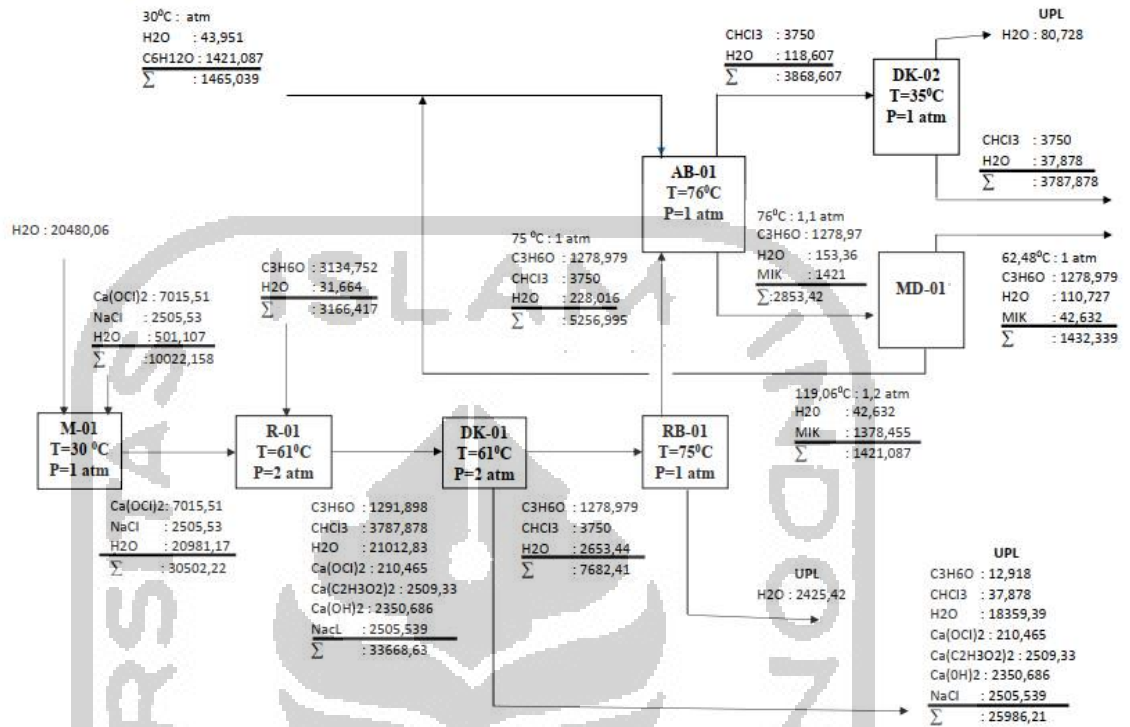 30⁰C : atm
H2O : 43,951
C6H12O : 1421,087
∑ : 1465,039
CHCl3 : 3750
H2O : 118,607
∑ : 3868,607
UPL
H2O : 80,728
DK-02
T=35⁰C
P=1 atm
CHCl3 : 3750
H2O : 37,878
∑ : 3787,878
AB-01
T=76⁰C
P=1 atm
H2O : 20480,06
Ca(OCl)2 : 7015,51
NaCl : 2505,53
H2O : 501,107
∑ :10022,158
C3H6O : 3134,752
H2O : 31,664
∑ : 3166,417
75 ⁰C : 1 atm
C3H6O : 1278,979
CHCl3 : 3750
H2O : 228,016
∑ : 5256,995
76⁰C : 1,1 atm
C3H6O : 1278,97
H2O : 153,36
MIK : 1421
∑:2853,42
MD-01
62,48⁰C : 1 atm
C3H6O : 1278,979
H2O : 110,727
MIK : 42,632
∑ : 1432,339
119,06⁰C : 1,2 atm
H2O : 42,632
MIK : 1378,455
∑ : 1421,087
M-01
T=30 ⁰C
P=1 atm
R-01
T=61⁰C
P=2 atm
DK-01
T=61⁰C
P=2 atm
RB-01
T=75⁰C
P=1 atm
Ca(OCl)2: 7015,51
NaCl : 2505,53
H2O : 20981,17
∑ : 30502,22
C3H6O : 1291,898
CHCl3 : 3787,878
H2O : 21012,83
Ca(OCl)2 : 210,465
Ca(C2H3O2)2 : 2509,33
Ca(OH)2 : 2350,686
NacL : 2505,539
∑ : 33668,63
C3H6O : 1278,979
CHCl3 : 3750
H2O : 2653,44
∑ : 7682,41
UPL
H2O : 2425,42
UPL
C3H6O : 12,918
CHCl3 : 37,878
H2O : 18359,39
Ca(OCl)2 : 210,465
Ca(C2H3O2)2 : 2509,33
Ca(0H)2 : 2350,686
NaCl : 2505,539
∑ : 25986,21
ISLAM